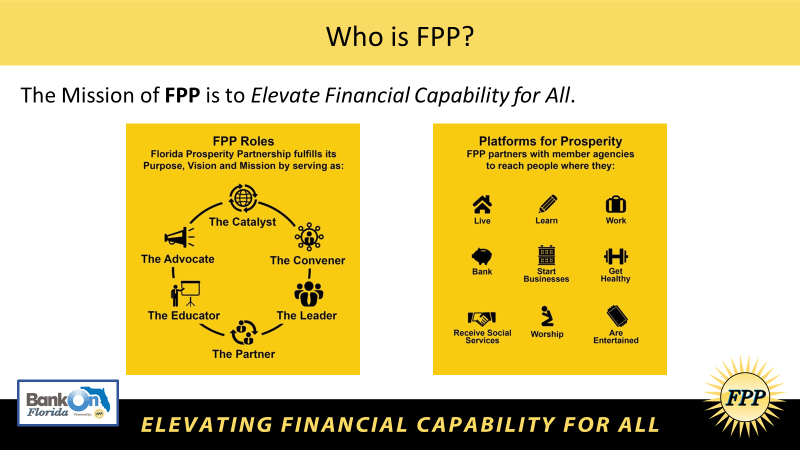 Who is FPP?
The Mission of FPP is to Elevate Financial Capability for All.
FPP Roles
Florida Prosperity Partnership fulfills its
Purpose, Vision and Mission by serving as:
The Catalyst
The Advocate
The Convener
The Educator
The Leader
The Partner
Platforms for Prosperity
FPP partners with member agencies
to reach people where they:
Live
Learn
Work
Bank
Start
Businesses
Get
Healthy
Receive Social
Services
Worship
Are
Entertained
BankOn
Florida
Powered by
FPP
ELEVATING FINANCIAL CAPABILITY FOR ALL